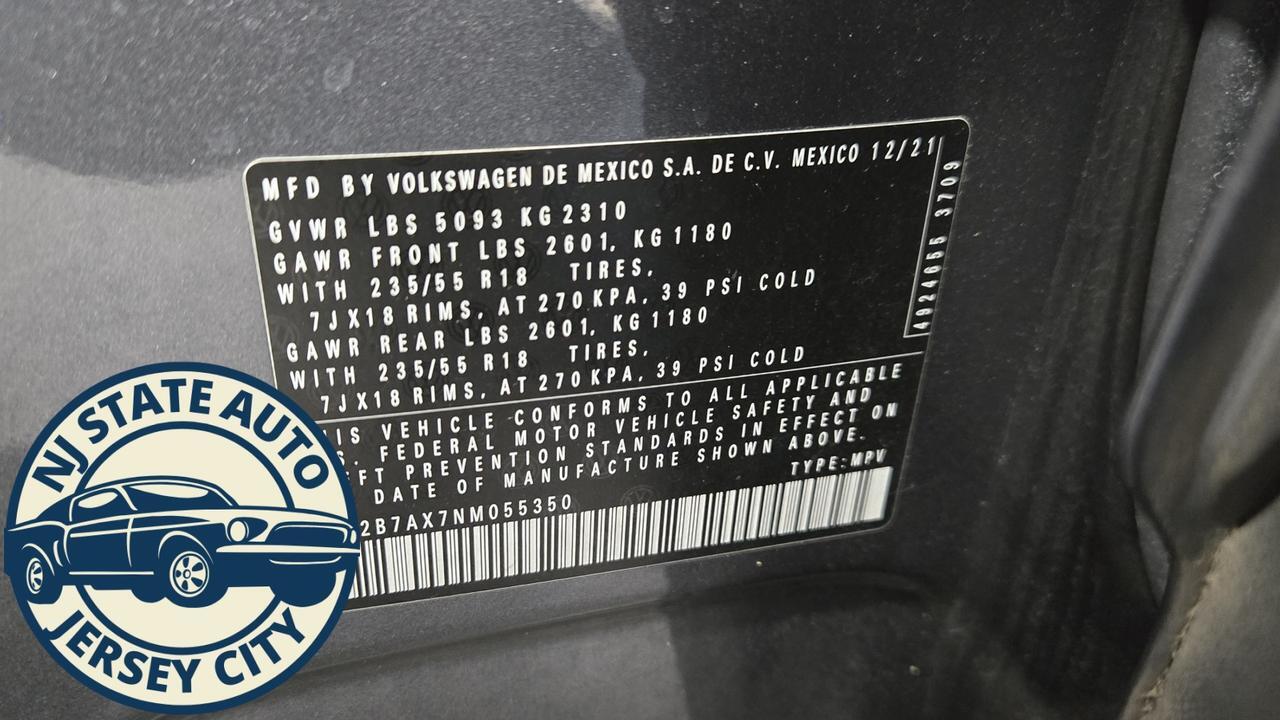 MFD BY VOLKSWAGEN DE MEXICO S.A. DE C.V. MEXICO 12/21
GVWR LBS 5093 KG 2310
GAWR FRONT LBS 2601, KG 1180
WITH 235/55 R18 TIRES,
7JX18 RIMS, AT 270 KPA, 39 PSI COLD
GAWR REAR LBS 2601, KG 1180
WITH 235/55 R18 TIRES,
7JX18 RIMS, AT 270 KPA, 39 PSI COLD
IS VEHICLE CONFORMS TO ALL APPLICABLE
S. FEDERAL MOTOR VEHICLE SAFETY AND
FT PREVENTION STANDARDS IN EFFECT ON
DATE OF MANUFACTURE SHOWN ABOVE.
TYPE: MPV
2B7AX7NM055350
4924655 3709
NJ STATE AUTO
JERSEY CITY